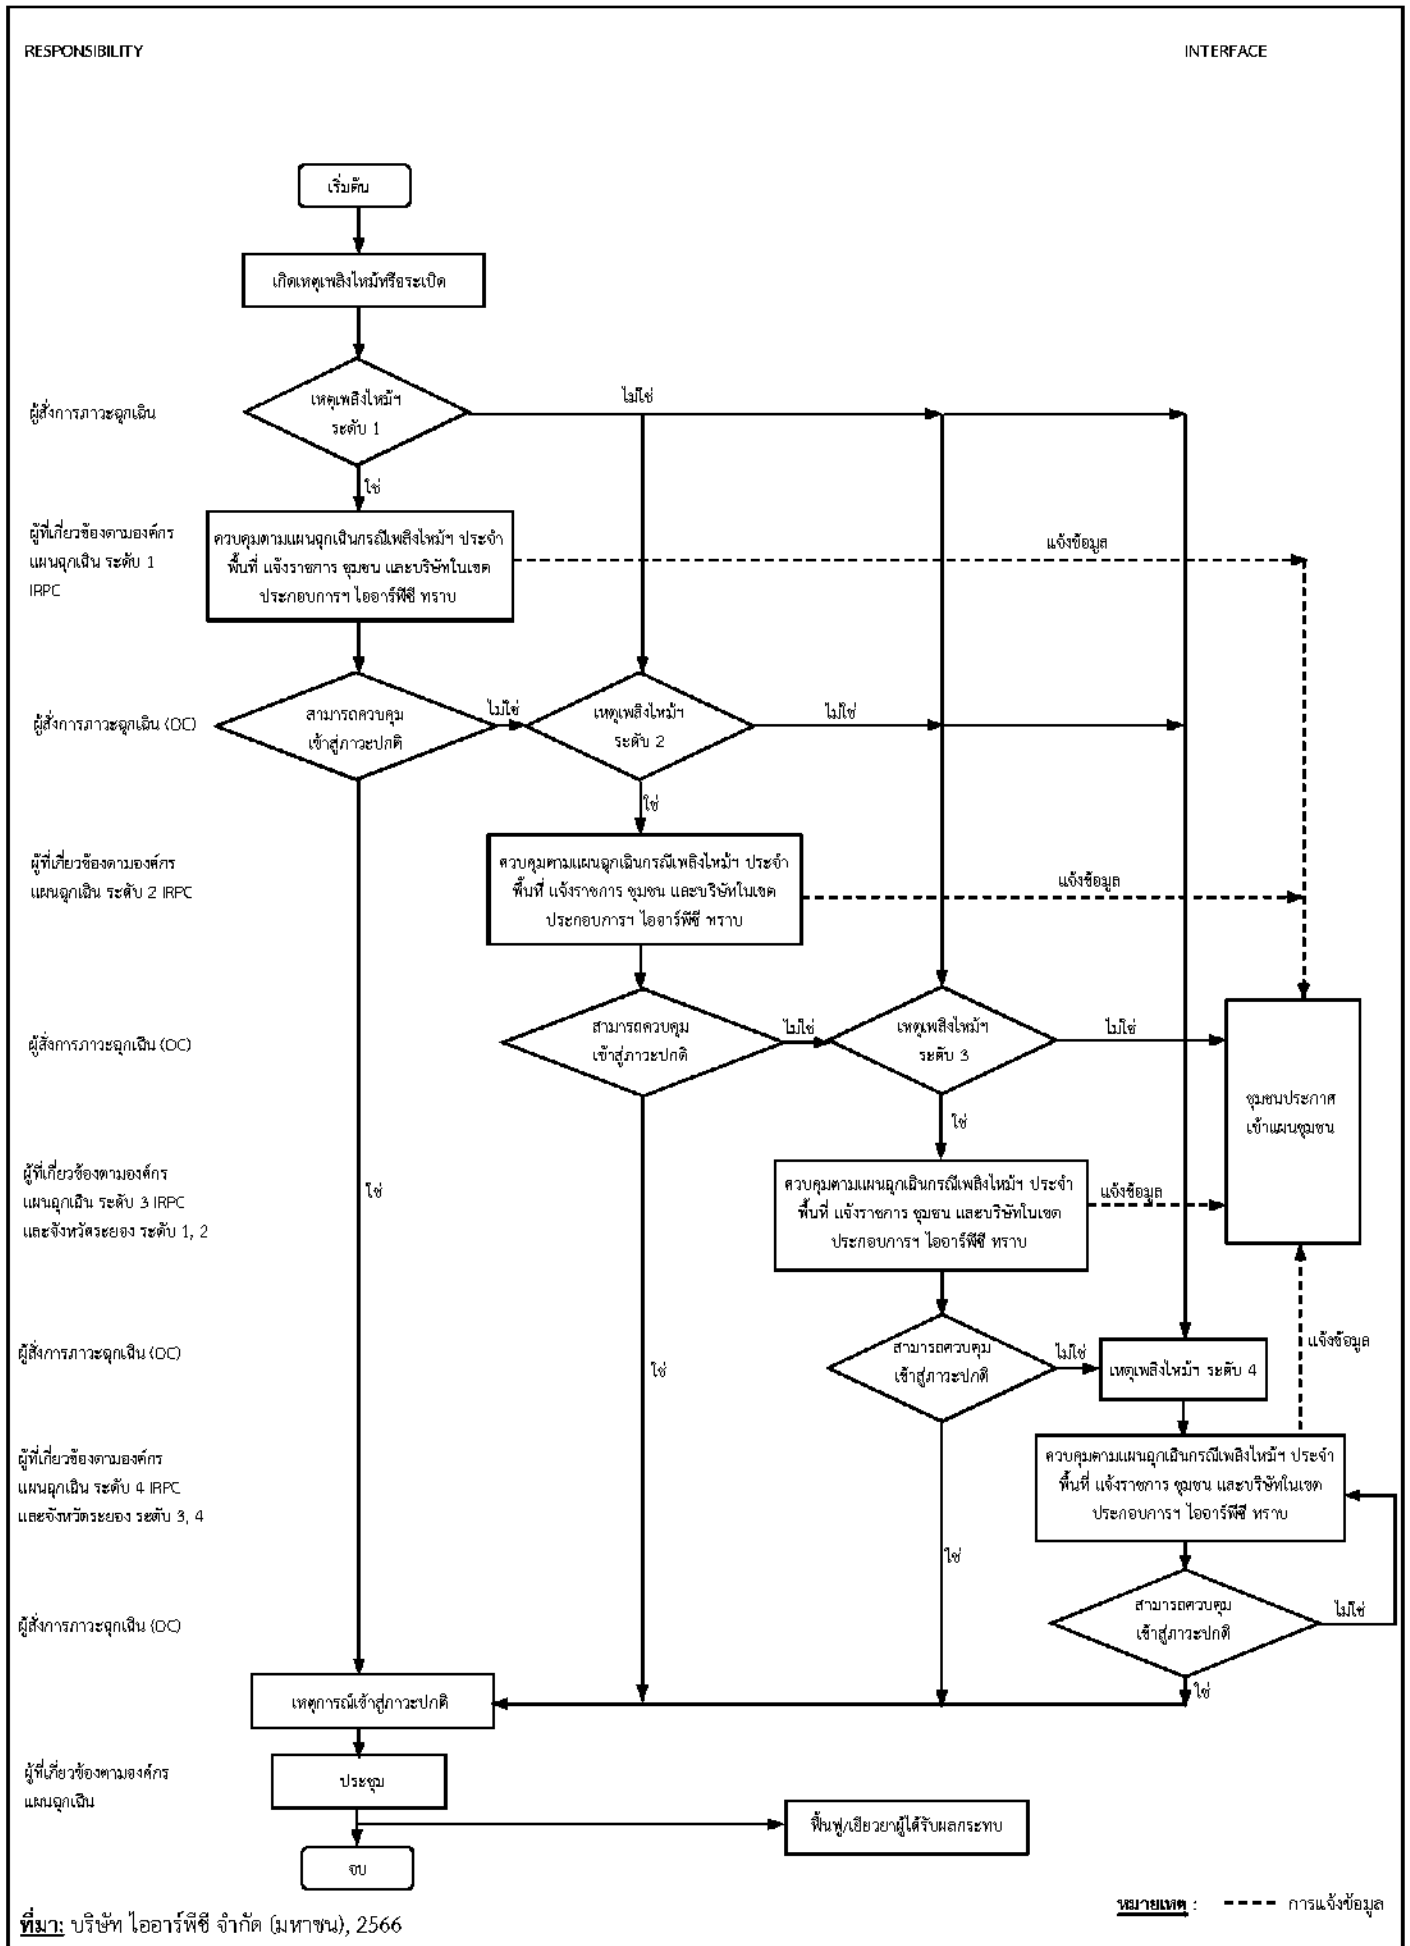 RESPONSIBILITY
INTERFACE
เริ่มต้น
เกิดเหตุเพลิงไหม้หรือระเบิด
ผู้สั่งการภาวะฉุกเฉิน
เหตุเพลิงไหม้ฯ
ระดับ 1
ไม่ใช่
ใช่
ผู้ที่เกี่ยวข้องตามองค์กร
แผนฉุกเฉิน ระดับ 1
IRPC
ควบคุมตามแผนฉุกเฉินกรณีเพลิงไหม้ฯ ประจำ
พื้นที่ แจ้งราชการ ชุมชน และบริษัทในเขต
ประกอบการฯ ไออาร์พีซี ทราบ
แจ้งข้อมูล
ผู้สั่งการภาวะฉุกเฉิน (OC)
สามารถควบคุม
เข้าสู่ภาวะปกติ
ไม่ใช่
เหตุเพลิงไหม้ฯ
ระดับ 2
ไม่ใช่
ใช่
ผู้ที่เกี่ยวข้องตามองค์กร
แผนฉุกเฉิน ระดับ 2 IRPC
ควบคุมตามแผนฉุกเฉินกรณีเพลิงไหม้ฯ ประจำ
พื้นที่ แจ้งราชการ ชุมชน และบริษัทในเขต
ประกอบการฯ ไออาร์พีซี ทราบ
แจ้งข้อมูล
ผู้สั่งการภาวะฉุกเฉิน (OC)
สามารถควบคุม
เข้าสู่ภาวะปกติ
ไม่ใช่
เหตุเพลิงไหม้ฯ
ระดับ 3
ไม่ใช่
ใช่
ชุมชนประกาศ
เข้าแผนชุมชน
ผู้ที่เกี่ยวข้องตามองค์กร
แผนฉุกเฉิน ระดับ 3 IRPC
และจังหวัดระยอง ระดับ 1, 2
ใช่
ควบคุมตามแผนฉุกเฉินกรณีเพลิงไหม้ฯ ประจำ
พื้นที่ แจ้งราชการ ชุมชน และบริษัทในเขต
ประกอบการฯ ไออาร์พีซี ทราบ
แจ้งข้อมูล
ผู้สั่งการภาวะฉุกเฉิน (OC)
ใช่
สามารถควบคุม
เข้าสู่ภาวะปกติ
ไม่ใช่
เหตุเพลิงไหม้ฯ ระดับ 4
แจ้งข้อมูล
ผู้ที่เกี่ยวข้องตามองค์กร
แผนฉุกเฉิน ระดับ 4 IRPC
และจังหวัดระยอง ระดับ 3, 4
ควบคุมตามแผนฉุกเฉินกรณีเพลิงไหม้ฯ ประจำ
พื้นที่ แจ้งราชการ ชุมชน และบริษัทในเขต
ประกอบการฯ ไออาร์พีซี ทราบ
ใช่
ผู้สั่งการภาวะฉุกเฉิน (OC)
สามารถควบคุม
เข้าสู่ภาวะปกติ
ไม่ใช่
ใช่
เหตุการณ์เข้าสู่ภาวะปกติ
ผู้ที่เกี่ยวข้องตามองค์กร
แผนฉุกเฉิน
ประชุม
ฟื้นฟู/เยียวยาผู้ได้รับผลกระทบ
จบ
หมายเหตุ : ---- การแจ้งข้อมูล
ที่มา: บริษัท ไออาร์พีซี จำกัด (มหาชน), 2566